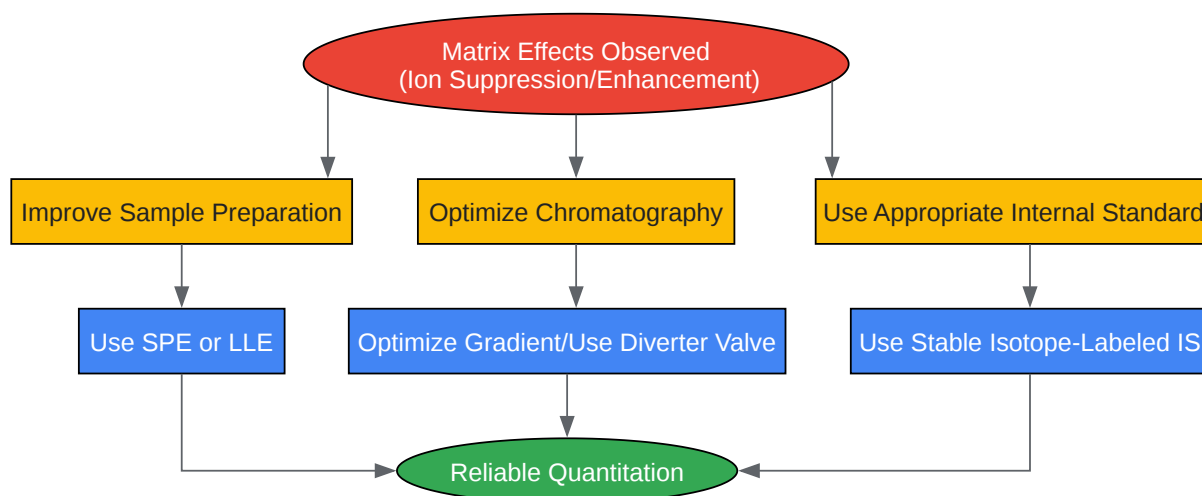 Matrix Effects Observed
(Ion Suppression/Enhancement)
Improve Sample Preparation
Optimize Chromatography
Use Appropriate Internal Standard
Use SPE or LLE
Optimize Gradient/Use Diverter Valve
Use Stable Isotope-Labeled IS
Reliable Quantitation